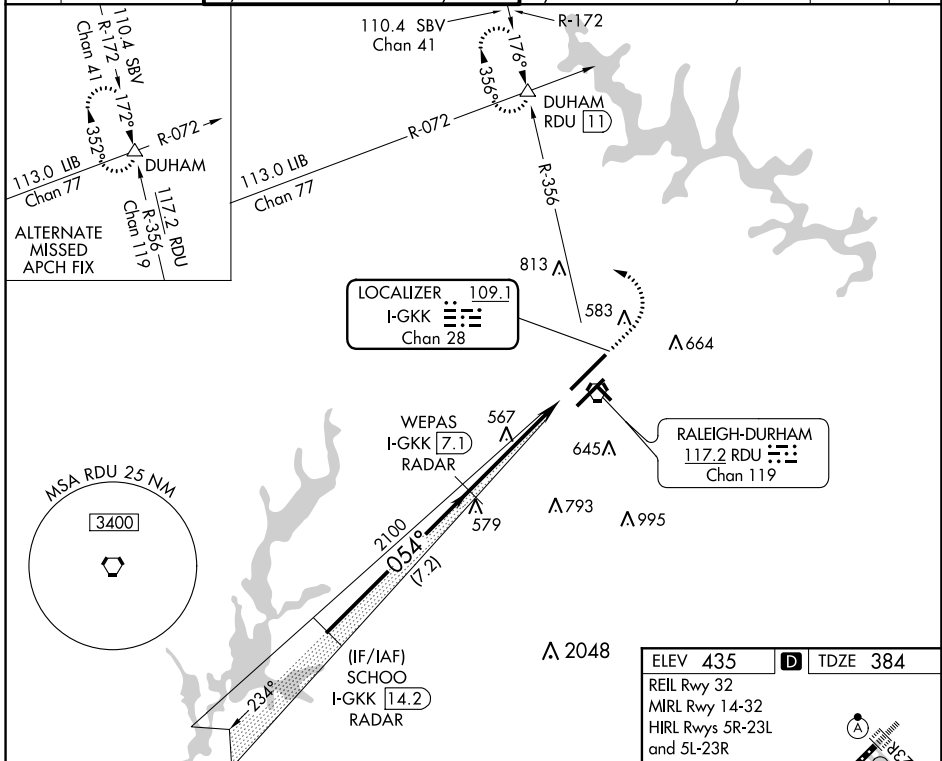 110.4 SBV
R-172
Chan 41
172°
352°
R-072
113.0 LIB
Chan 77
DUHAM
117.2 RDU
R-356
Chan 119
ALTERNATE
MISSED
APCH FIX
110.4 SBV
Chan 41
R-172
176°
356°
DUHAM
RDU 11
R-072
113.0 LIB
Chan 77
R-356
813
LOCALIZER 109.1
I-GKK
Chan 28
583
664
WEPAS
I-GKK 7.1
RADAR
567
645
RALEIGH-DURHAM
117.2 RDU
Chan 119
MSA RDU 25 NM
3400
579
793
995
2100
054°
(7.2)
(IF/IAF)
SCHOO
I-GKK 14.2
RADAR
234°
2048
ELEV 435 D TDZE 384
REIL Rwy 32
MIRL Rwy 14-32
HIRL Rwys 5R-23L
and 5L-23R
A
23R